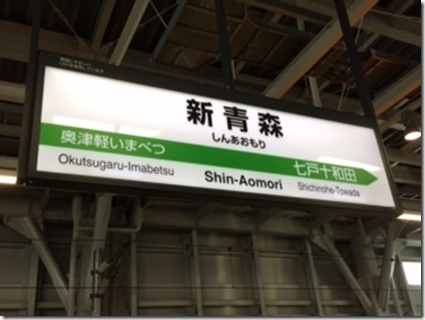 新青森
しんあおもり
奥津軽いまべつ
七戸十和田
Okutsugaru-Imabetsu
Shin-Aomori
Shichinohe-Towada